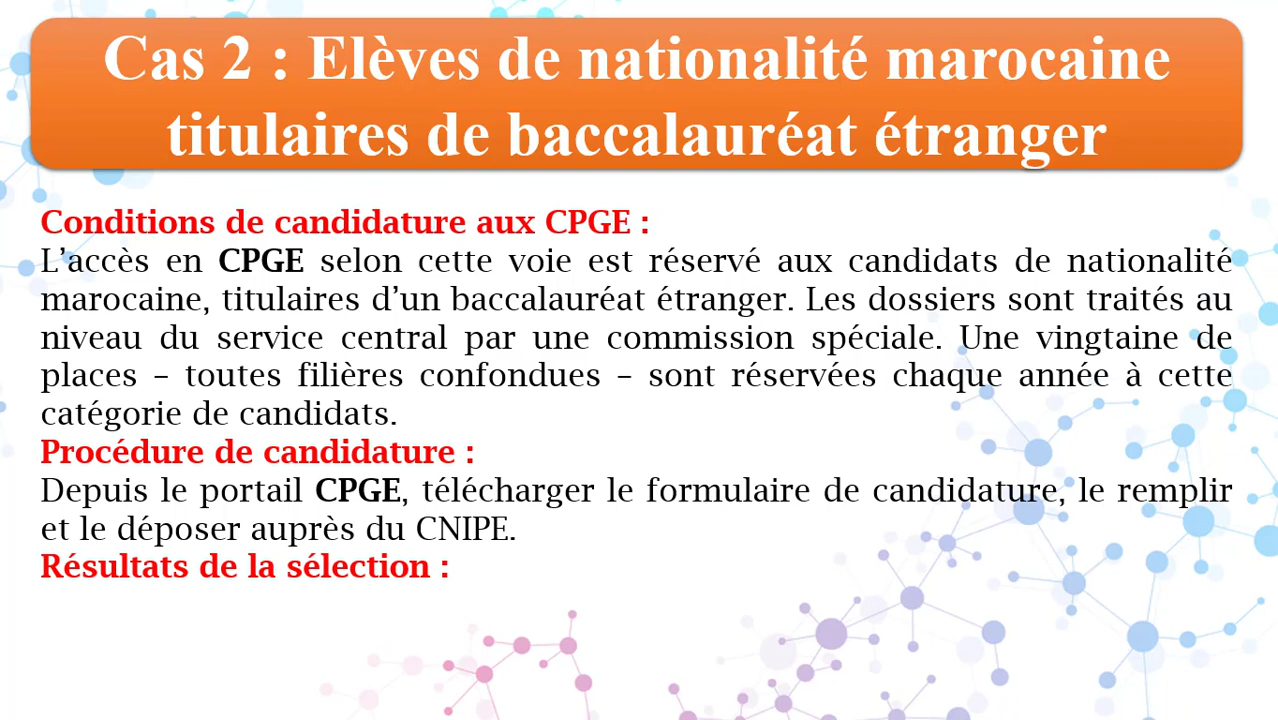 Cas 2 : Elèves de nationalité marocaine
titulaires de baccalauréat étranger
Conditions de candidature aux CPGE :
L’accès en CPGE selon cette voie est réservé aux candidats de nationalité
marocaine, titulaires d’un baccalauréat étranger. Les dossiers sont traités au
niveau du service central par une commission spéciale. Une vingtaine de
places – toutes filières confondues – sont réservées chaque année à cette
catégorie de candidats.
Procédure de candidature :
Depuis le portail CPGE, télécharger le formulaire de candidature, le remplir
et le déposer auprès du CNIPE.
Résultats de la sélection :